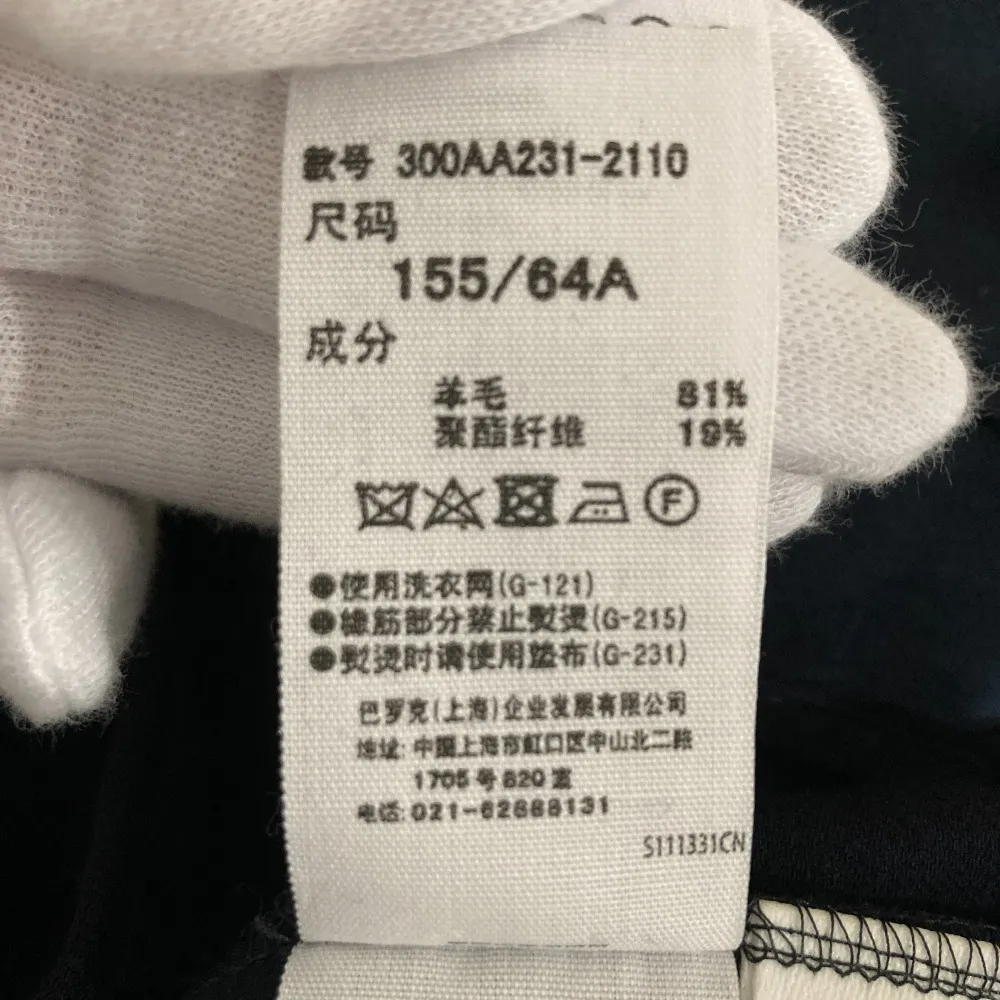 款号 300AA231-2110
尺码
155/64A
成分
羊毛 81%
聚酯纤维 19%
F
●使用洗衣网(G-121)
●橡筋部分禁止熨烫(G-215)
●熨烫时请使用垫布(G-231)
巴罗克(上海)企业发展有限公司
地址: 中国上海市虹口区中山北二路
1705号820室
电话: 021-62888131
S111331CN